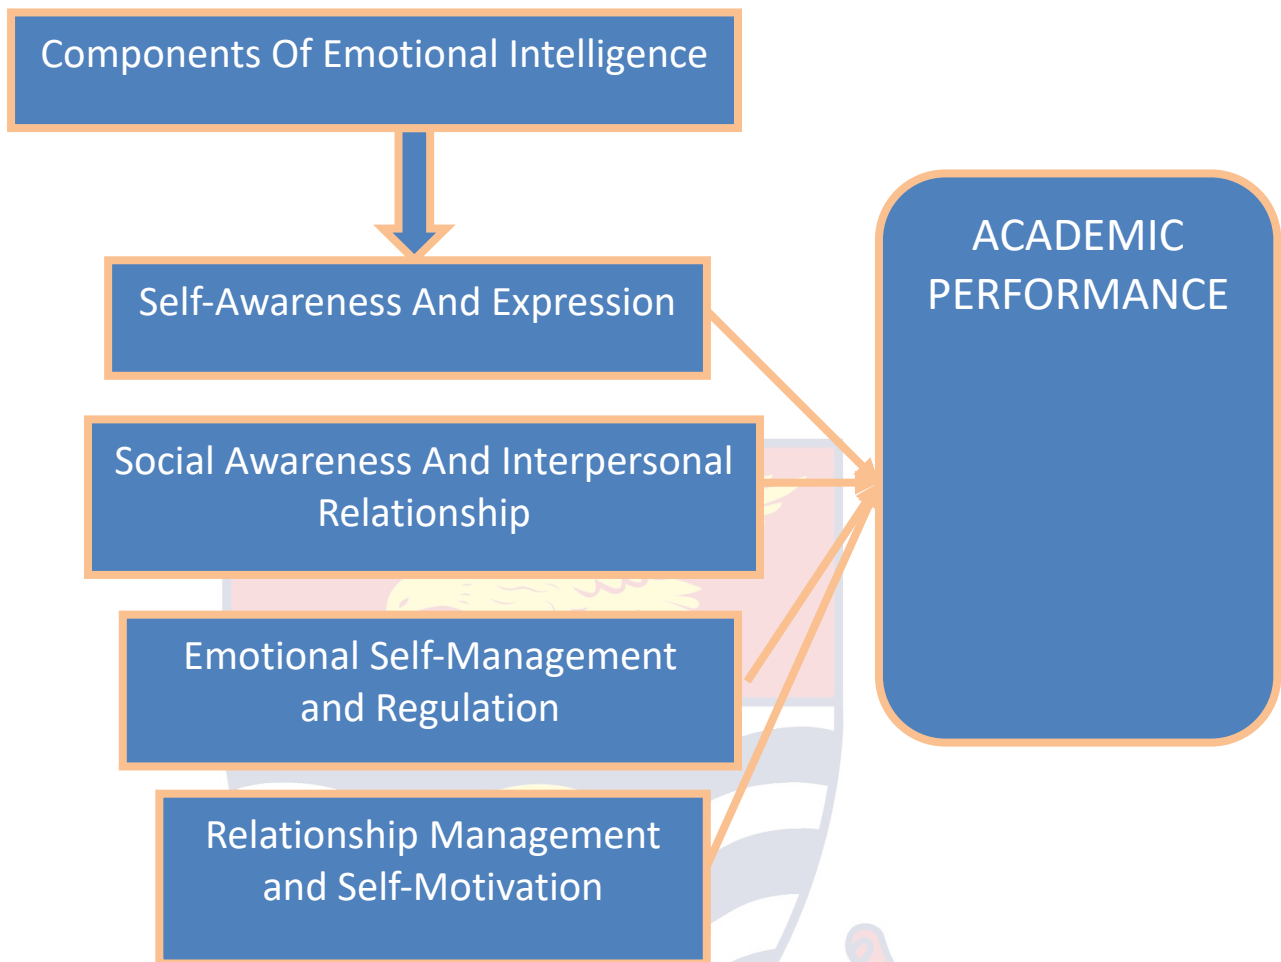 Components Of Emotional Intelligence
ACADEMIC
PERFORMANCE
Self-Awareness And Expression
Social Awareness And Interpersonal
Relationship
Emotional Self-Management
and Regulation
Relationship Management
and Self-Motivation